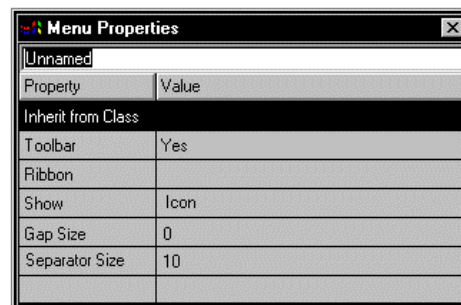 Menu Properties
Unnamed
Property Value
Inherit from Class
Toolbar Yes
Ribbon
Show Icon
Gap Size 0
Separator Size 10